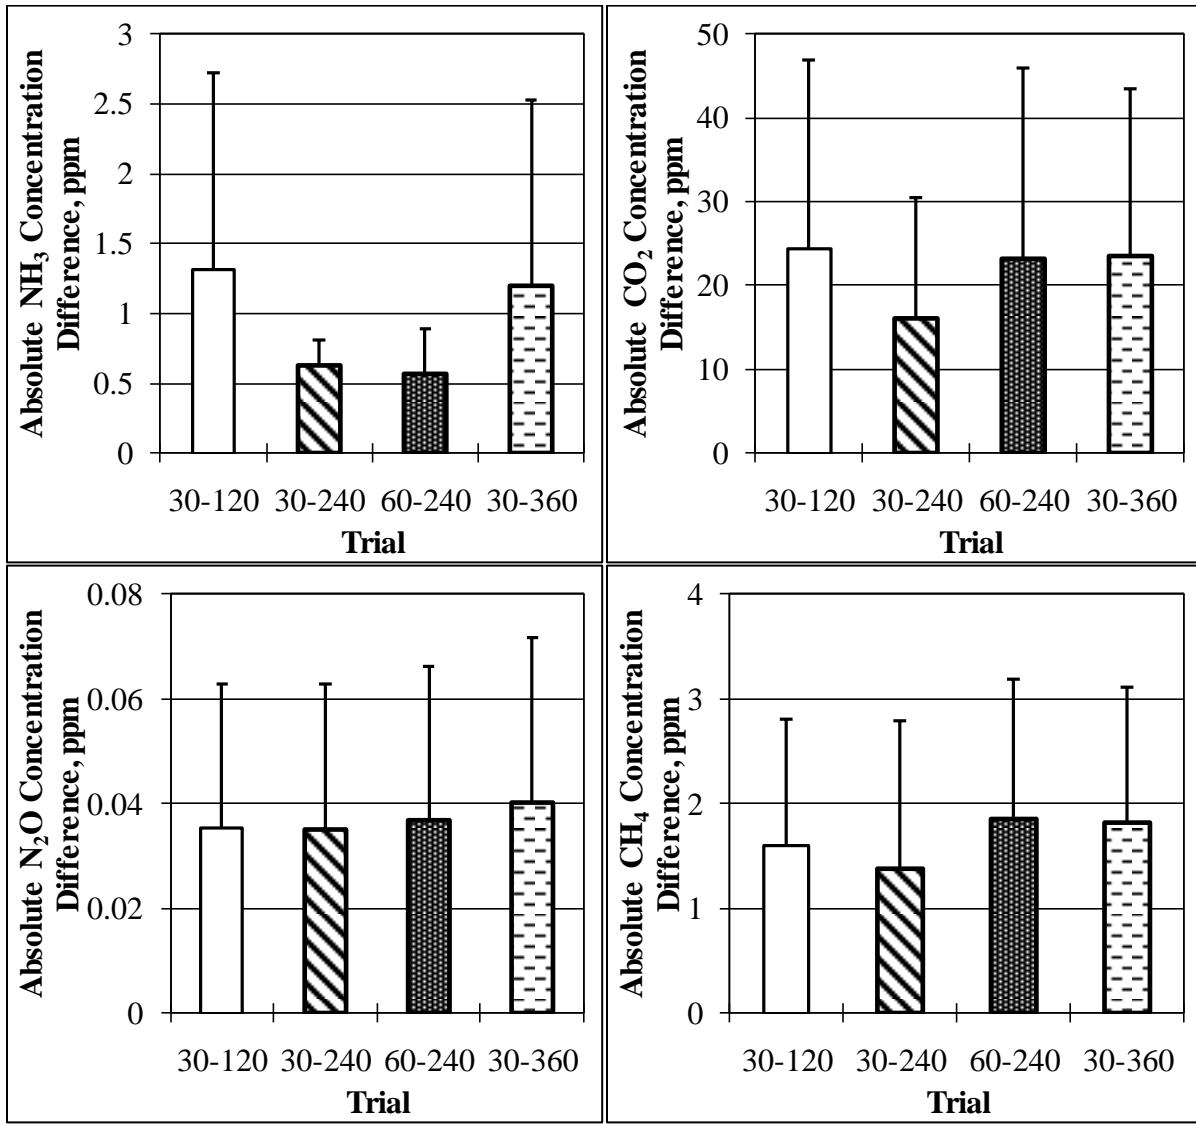 Absolute NH₃ Concentration
Difference, ppm
3
2.5
2
1.5
1
0.5
0
30-120 30-240 60-240 30-360
Trial
Absolute CO₂ Concentration
Difference, ppm
50
40
30
20
10
0
30-120 30-240 60-240 30-360
Trial
Absolute N₂O Concentration
Difference, ppm
0.08
0.06
0.04
0.02
0
30-120 30-240 60-240 30-360
Trial
Absolute CH₄ Concentration
Difference, ppm
4
3
2
1
0
30-120 30-240 60-240 30-360
Trial